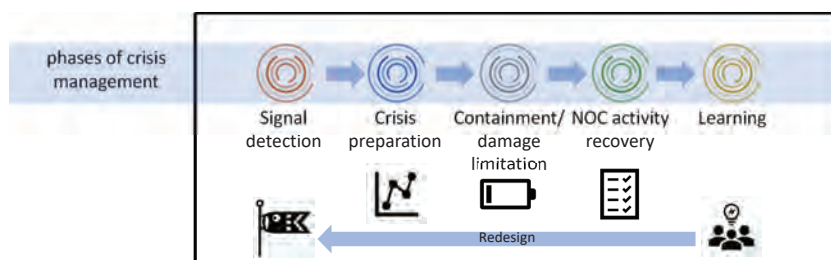 phases of crisis
management
Signal
detection
Crisis
preparation
Containment/
damage
limitation
NOC activity
recovery
Learning
Redesign